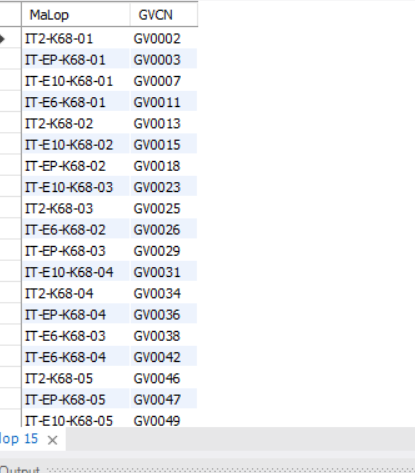 MaLop GVCN
IT2-K68-01 GV0002
IT-EP-K68-01 GV0003
IT-E10-K68-01 GV0007
IT-E6-K68-01 GV0011
IT2-K68-02 GV0013
IT-E10-K68-02 GV0015
IT-EP-K68-02 GV0018
IT-E10-K68-03 GV0023
IT2-K68-03 GV0025
IT-E6-K68-02 GV0026
IT-EP-K68-03 GV0029
IT-E10-K68-04 GV0031
IT2-K68-04 GV0034
IT-EP-K68-04 GV0036
IT-E6-K68-03 GV0038
IT-E6-K68-04 GV0042
IT2-K68-05 GV0046
IT-EP-K68-05 GV0047
IT-E10-K68-05 GV0049
lop 15
Output